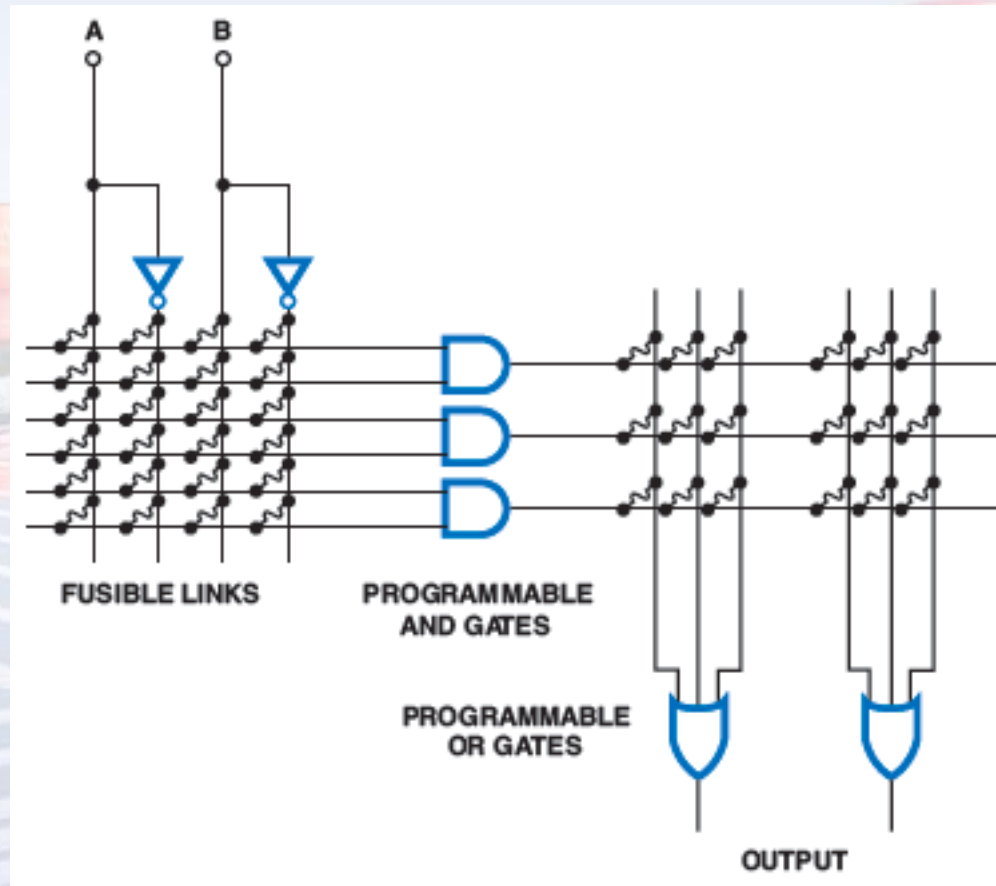 A B
FUSIBLE LINKS
PROGRAMMABLE
AND GATES
PROGRAMMABLE
OR GATES
OUTPUT